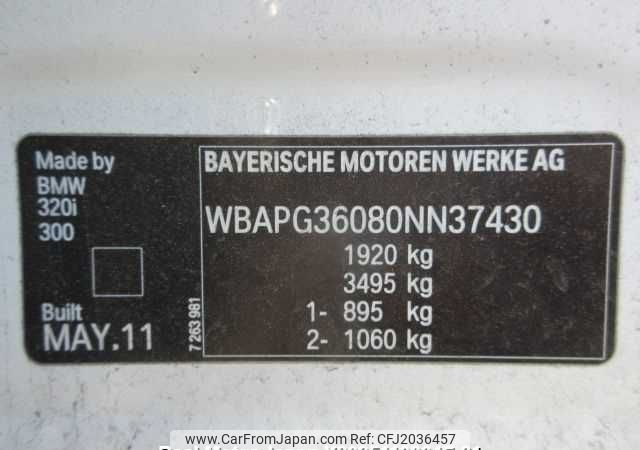 Made by
BMW
320i
300
Built
MAY.11
7 263 981
BAYERISCHE MOTOREN WERKE AG
WBAPG36080NN37430
1920 kg
3495 kg
1- 895 kg
2- 1060 kg
www.CarFromJapan.com | CFJ2036457